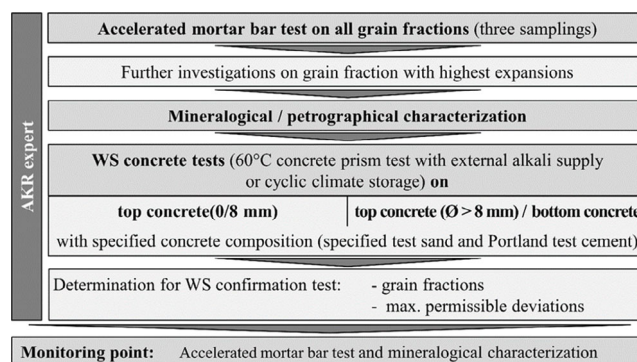 AKR expert
Accelerated mortar bar test on all grain fractions (three samplings)
Further investigations on grain fraction with highest expansions
Mineralogical / petrographical characterization
WS concrete tests (60°C concrete prism test with external alkali supply
or cyclic climate storage) on
top concrete(0/8 mm)
top concrete (Ø > 8 mm) / bottom concrete
with specified concrete composition (specified test sand and Portland test cement)
Determination for WS confirmation test: - grain fractions
- max. permissible deviations
Monitoring point: Accelerated mortar bar test and mineralogical characterization